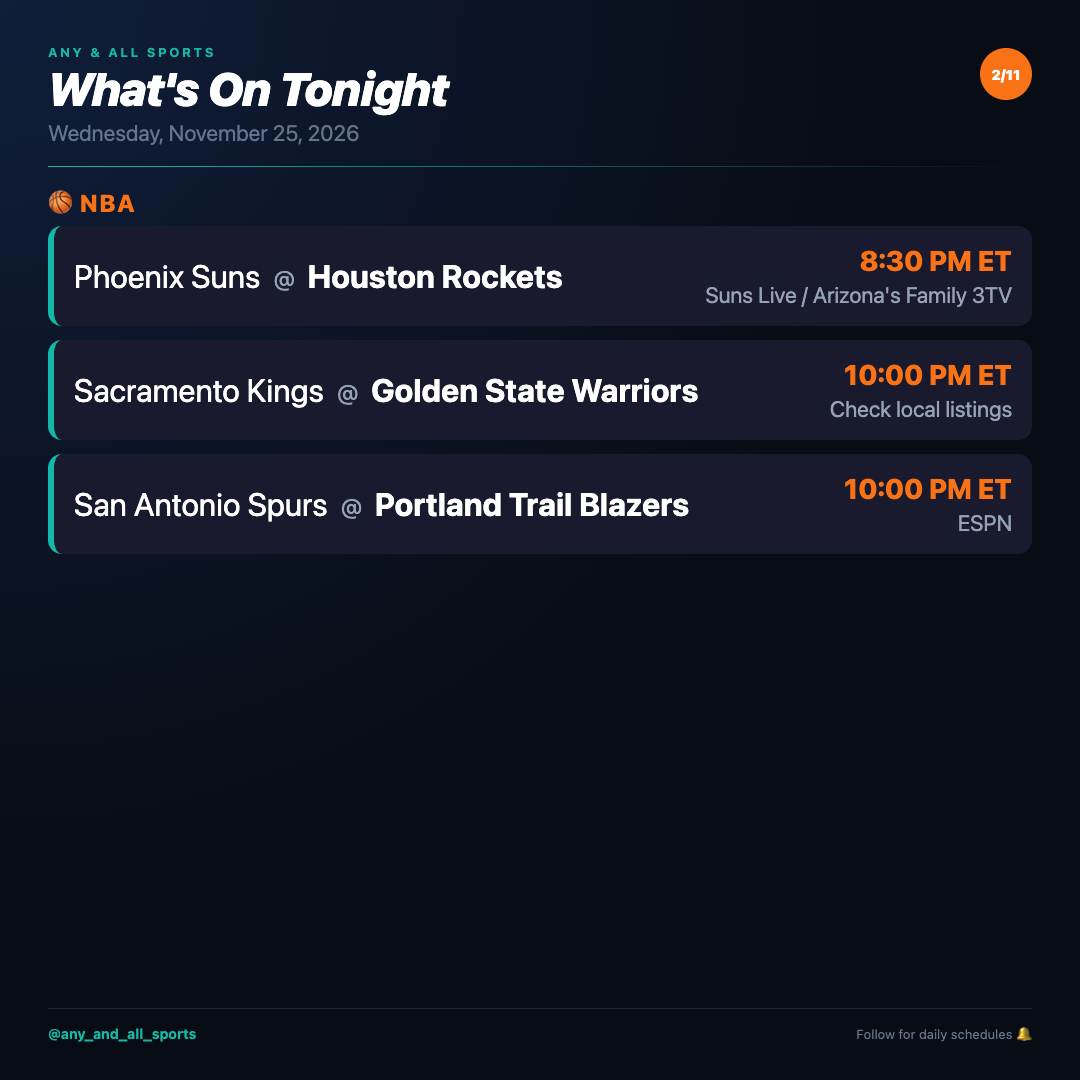 ANY & ALL SPORTS
What's On Tonight
Wednesday, November 25, 2026
2/11
🏀 NBA
Phoenix Suns @ Houston Rockets
8:30 PM ET
Suns Live / Arizona's Family 3TV
Sacramento Kings @ Golden State Warriors
10:00 PM ET
Check local listings
San Antonio Spurs @ Portland Trail Blazers
10:00 PM ET
ESPN
@any_and_all_sports
Follow for daily schedules 🔔